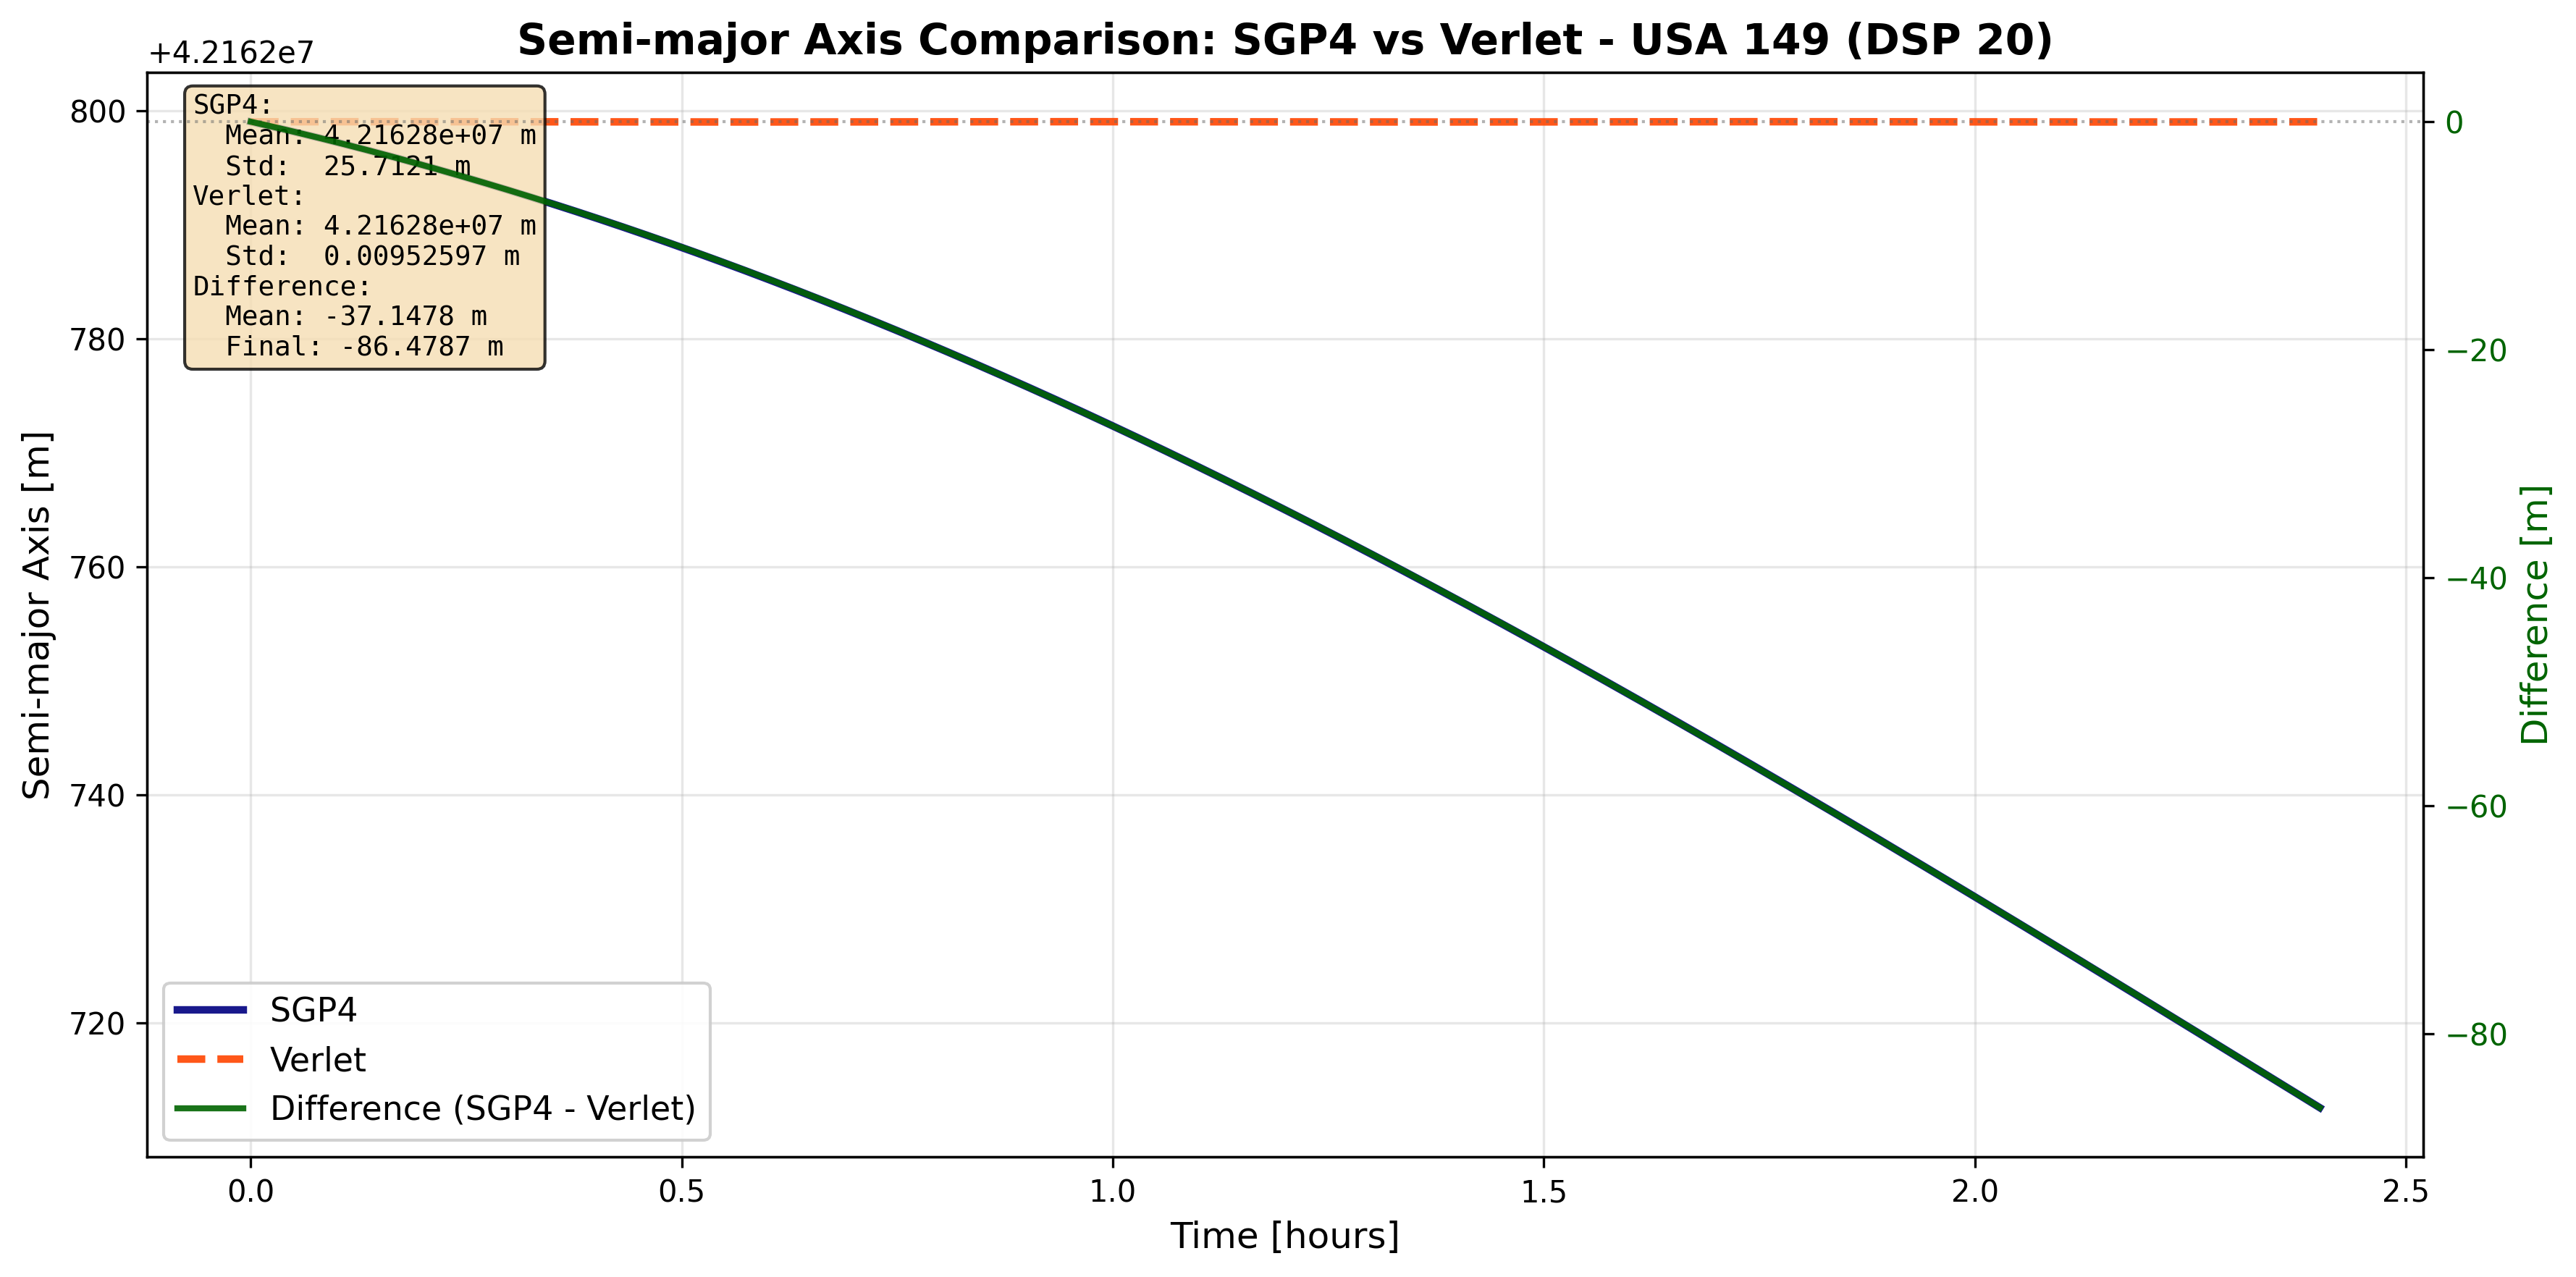 Semi-major Axis Comparison: SGP4 vs Verlet - USA 149 (DSP 20)
+4.2162e7
SGP4:
Mean: 4.21628e+07 m
Std: 25.7121 m
Verlet:
Mean: 4.21628e+07 m
Std: 0.00952597 m
Difference:
Mean: -37.1478 m
Final: -86.4787 m
Semi-major Axis [m]
800
780
760
740
720
0
−20
−40
−60
−80
Difference [m]
SGP4
Verlet
Difference (SGP4 - Verlet)
0.0 0.5 1.0 1.5 2.0 2.5
Time [hours]